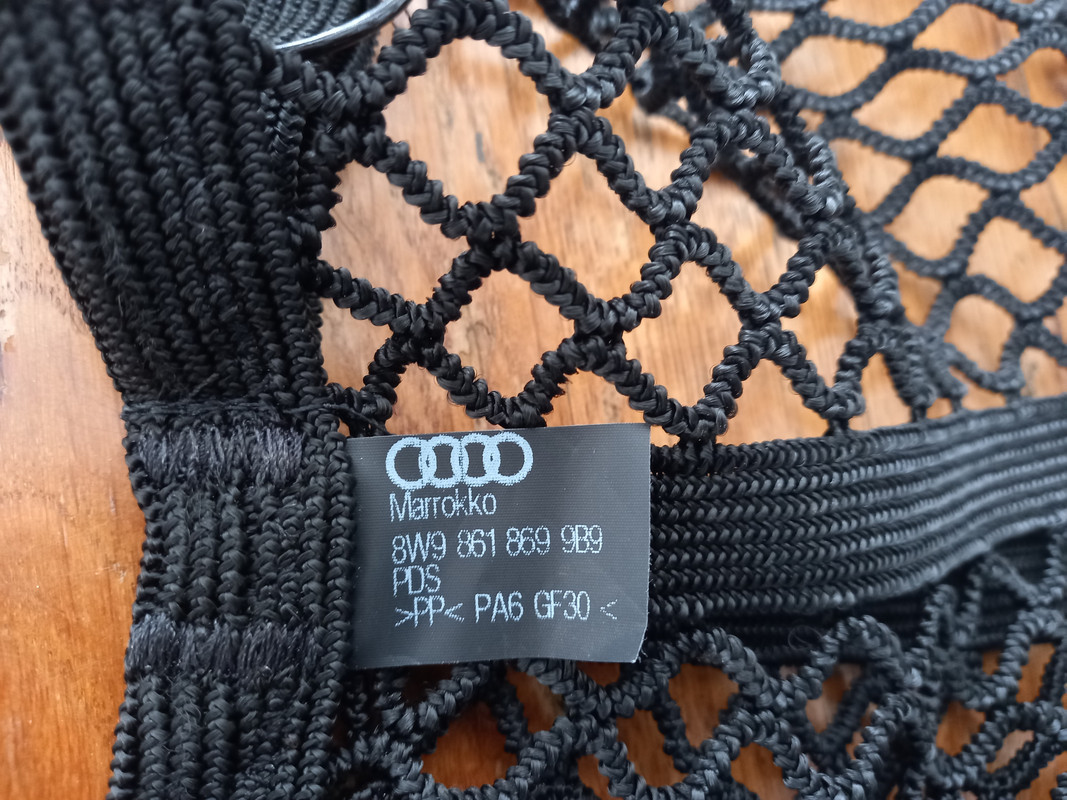 Marrokko
8W9 861 869 9B9
PDS
>PP< PA6 GF30 <